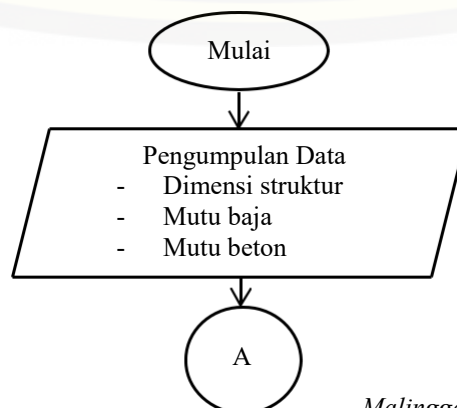 Mulai
Pengumpulan Data
- Dimensi struktur
- Mutu baja
- Mutu beton
A